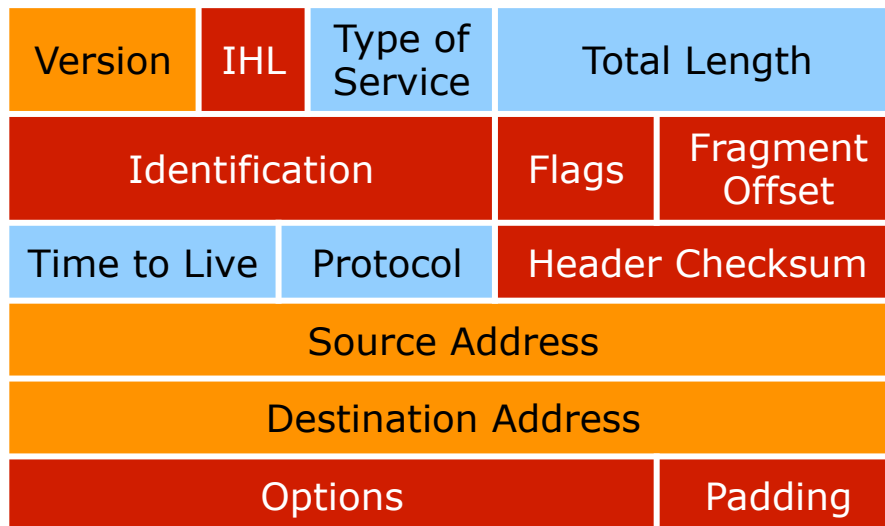 Version IHL Type of Service Total Length
Identification Flags Fragment Offset
Time to Live Protocol Header Checksum
Source Address
Destination Address
Options Padding